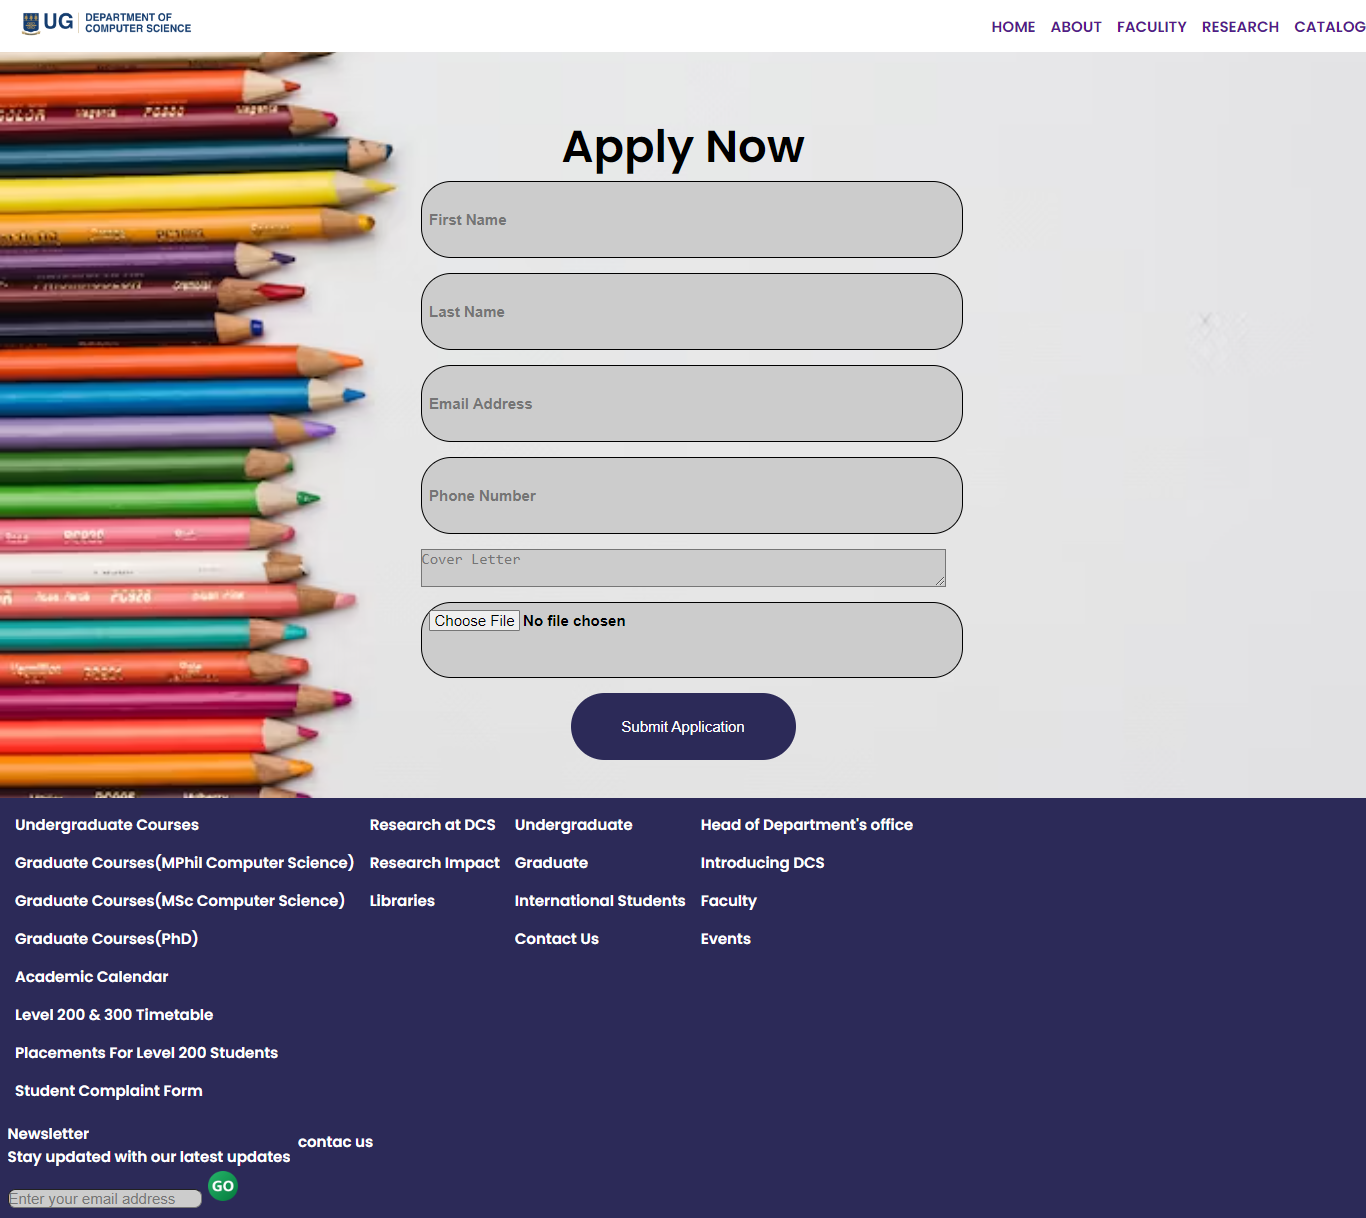 UG DEPARTMENT OF
COMPUTER SCIENCE
HOME ABOUT FACULITY RESEARCH CATALOG
Apply Now
First Name
Last Name
Email Address
Phone Number
Cover Letter
Choose File No file chosen
Submit Application
Undergraduate Courses
Graduate Courses(MPhil Computer Science)
Graduate Courses(MSc Computer Science)
Graduate Courses(PhD)
Academic Calendar
Level 200 & 300 Timetable
Placements For Level 200 Students
Student Complaint Form
Research at DCS
Research Impact
Libraries
Undergraduate
Graduate
International Students
Contact Us
Head of Department's office
Introducing DCS
Faculty
Events
Newsletter
Stay updated with our latest updates
contac us
Enter your email address
GO